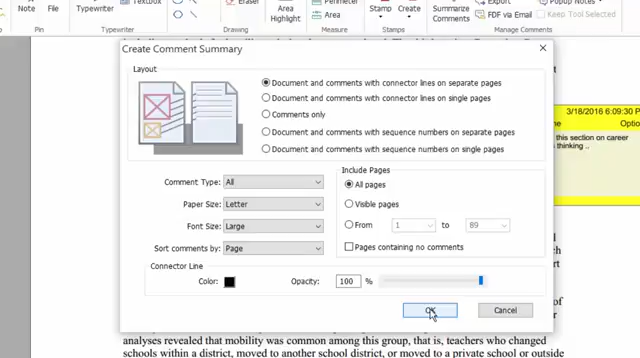 Note
File
Typewriter
Textbox
Typewriter
Area
Highlight
Perimeter
Area
Stamp
Create
Summarize
Comments
Export
FDF via Email
Popup Notes
Keep Tool Selected
Manage Comments
Create Comment Summary
Layout
Document and comments with connector lines on separate pages
Document and comments with connector lines on single pages
Comments only
Document and comments with sequence numbers on separate pages
Document and comments with sequence numbers on single pages
Comment Type: All
Paper Size: Letter
Font Size: Large
Sort comments by: Page
Include Pages
All pages
Visible pages
From 1 to 89
Pages containing no comments
Connector Line
Color:
Opacity: 100 %
OK
Cancel
3/18/2016 6:09:30 P
Optio
this section on career
thinking ..
of
analyses revealed that mobility was common among this group, that is, teachers who changed
schools within a district, moved to another school district, or moved to a private school or outside